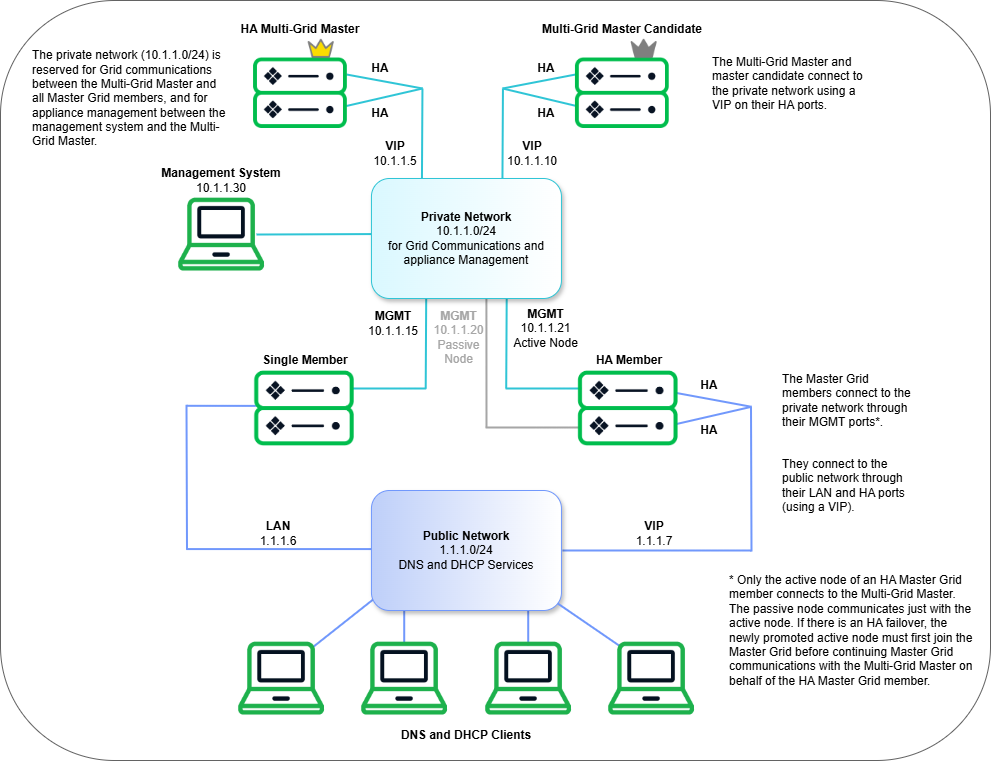 HA Multi-Grid Master
Multi-Grid Master Candidate
The private network (10.1.1.0/24) is
reserved for Grid communications
between the Multi-Grid Master and
all Master Grid members, and for
appliance management between the
management system and the Multi-
Grid Master.
HA
HA
HA
HA
The Multi-Grid Master and
master candidate connect to
the private network using a
VIP on their HA ports.
VIP
10.1.1.5
VIP
10.1.1.10
Management System
10.1.1.30
Private Network
10.1.1.0/24
for Grid Communications and
appliance Management
MGMT
10.1.1.15
MGMT
10.1.1.20
Passive
Node
MGMT
10.1.1.21
Active Node
Single Member
HA Member
HA
HA
The Master Grid
members connect to the
private network through
their MGMT ports*.
They connect to the
public network through
their LAN and HA ports
(using a VIP).
LAN
1.1.1.6
Public Network
1.1.1.0/24
DNS and DHCP Services
VIP
1.1.1.7
* Only the active node of an HA Master Grid
member connects to the Multi-Grid Master.
The passive node communicates just with the
active node. If there is an HA failover, the
newly promoted active node must first join the
Master Grid before continuing Master Grid
communications with the Multi-Grid Master on
behalf of the HA Master Grid member.
DNS and DHCP Clients